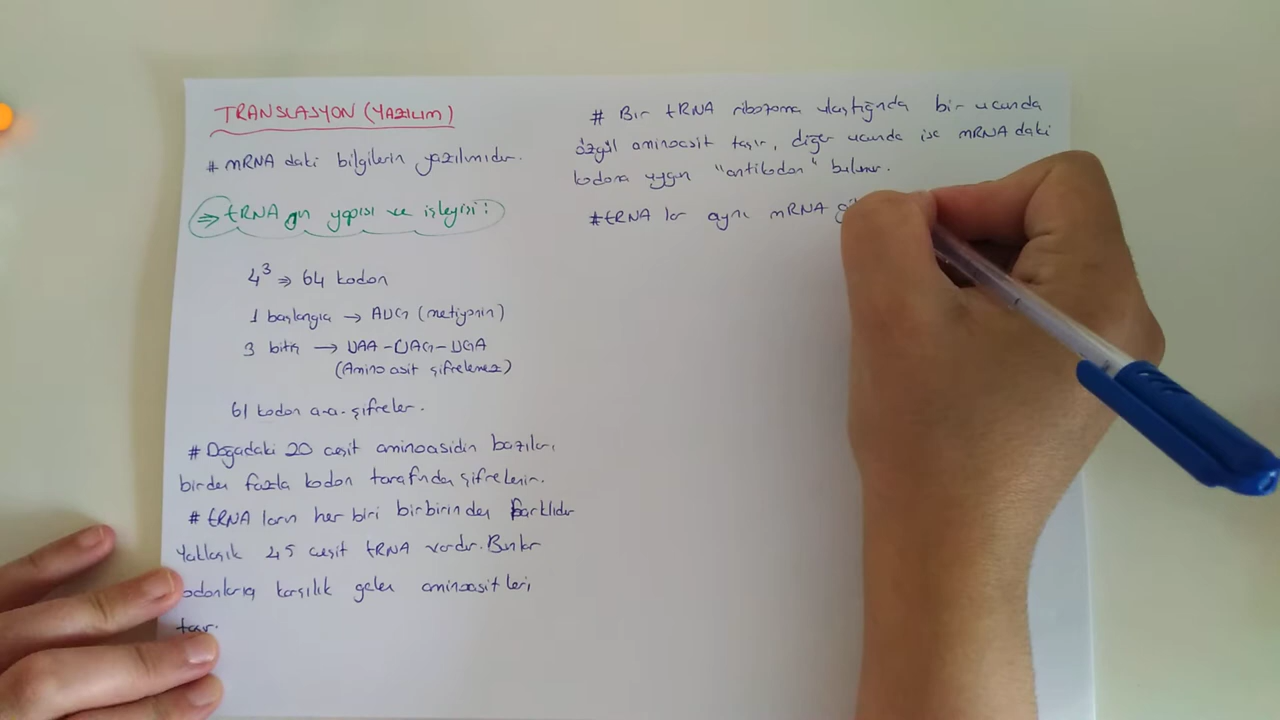 TRANSLASYON (YAZILIM)
# mRNA daki bilgilerin yazılımıdır.
⇒ tRNA ın yapısı ve işleyişi:
4³ ⇒ 64 kodon
1 başlangıç → AUG (metiyonin)
3 bitiş → UAA-UAG-UGA
(Amino asit şifrelemez)
61 kodon a.a. şifreler.
# Doğadaki 20 çeşit aminoasidin bazıları
birden fazla kodon tarafından şifrelenir.
# tRNA ların her biri birbirinden farklıdır
Yaklaşık 45 çeşit tRNA vardır. Bunlar
karşılık gelen aminoasitleri
taşır.
# Bir tRNA ribozoma ulaştığında bir ucunda
özgül aminoasit taşır, diğer ucunda ise mRNA daki
kodona uygun "antikodon" bulunur.
# tRNA lar aynı mRNA